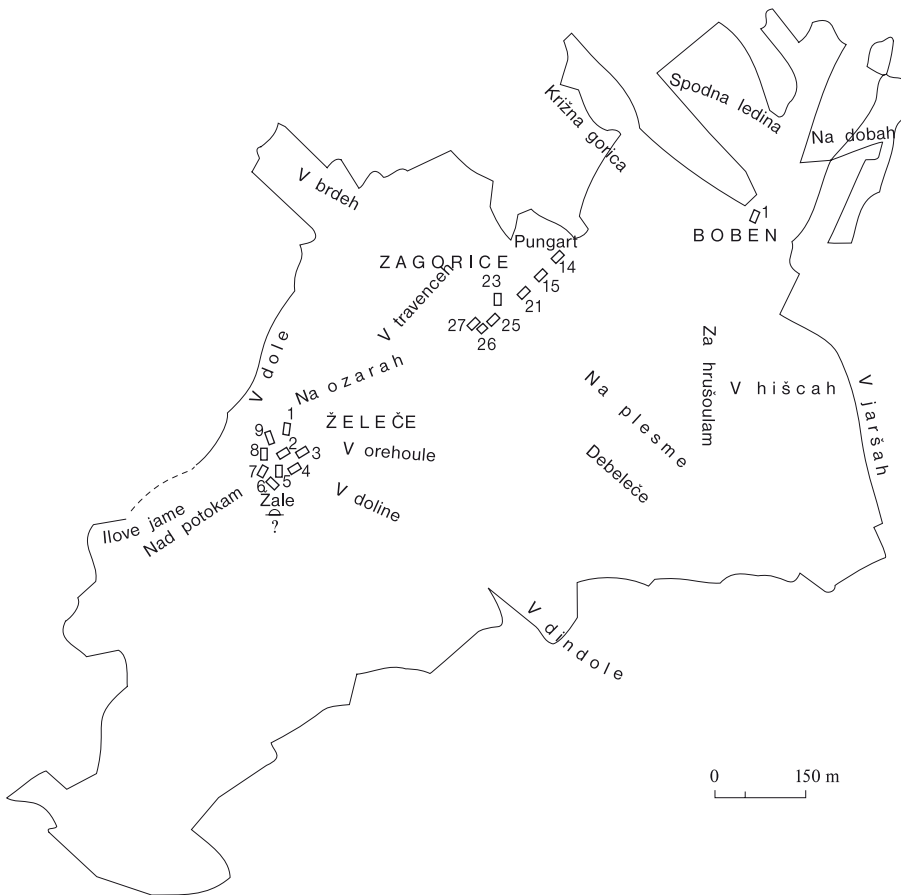 Križna gorica
Spodna ledina
Na dobah
V brdeh
1
BOBEN
Pungart
ZAGORICE
14
15
23
21
V travenceh
27
25
26
V dole
Na ozarah
Za hrušoulam
V hišcah
V jaršah
Na plesme
Debeleče
1
ŽELEČE
9
2
3
8
V orehoule
7
4
5
6
V doline
Žale
?
Ilove jame
Nad potokam
V dindole
0 150 m